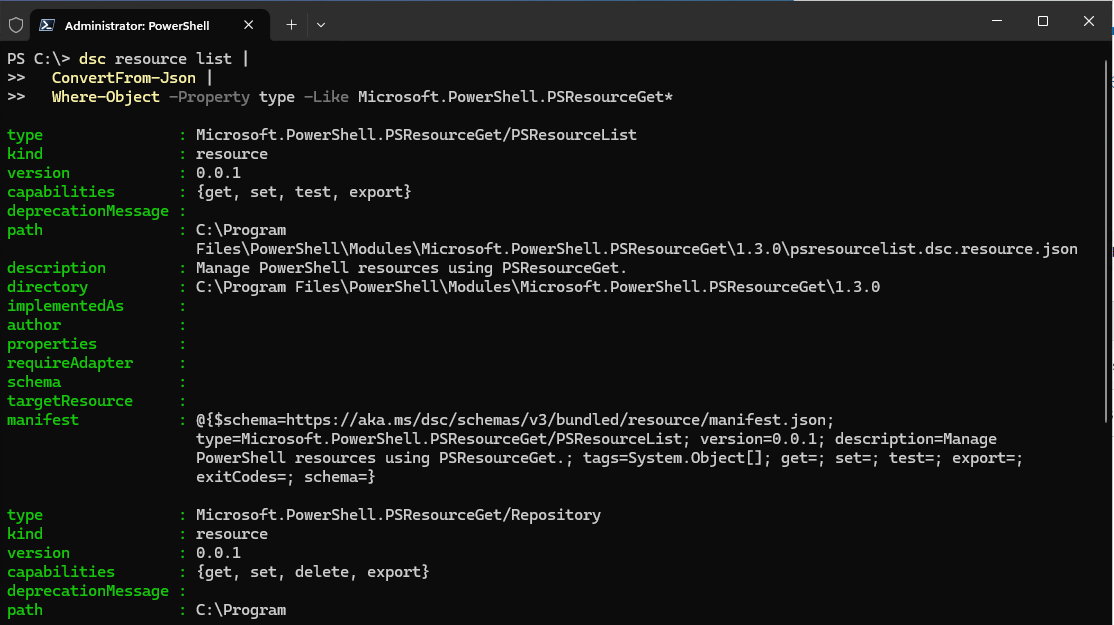 Administrator: PowerShell
PS C:\> dsc resource list |
>>   ConvertFrom-Json |
>>   Where-Object -Property type -Like Microsoft.PowerShell.PSResourceGet*
type               : Microsoft.PowerShell.PSResourceGet/PSResourceList
kind               : resource
version            : 0.0.1
capabilities       : {get, set, test, export}
deprecationMessage :
path               : C:\Program
                     Files\PowerShell\Modules\Microsoft.PowerShell.PSResourceGet\1.3.0\psresourcelist.dsc.resource.json
description        : Manage PowerShell resources using PSResourceGet.
directory          : C:\Program Files\PowerShell\Modules\Microsoft.PowerShell.PSResourceGet\1.3.0
implementedAs      :
author             :
properties         :
requireAdapter     :
schema             :
targetResource     :
manifest           : @{$schema=https://aka.ms/dsc/schemas/v3/bundled/resource/manifest.json;
                     type=Microsoft.PowerShell.PSResourceGet/PSResourceList; version=0.0.1; description=Manage
                     PowerShell resources using PSResourceGet.; tags=System.Object[]; get=; set=; test=; export=;
                     exitCodes=; schema=}
type               : Microsoft.PowerShell.PSResourceGet/Repository
kind               : resource
version            : 0.0.1
capabilities       : {get, set, delete, export}
deprecationMessage :
path               : C:\Program